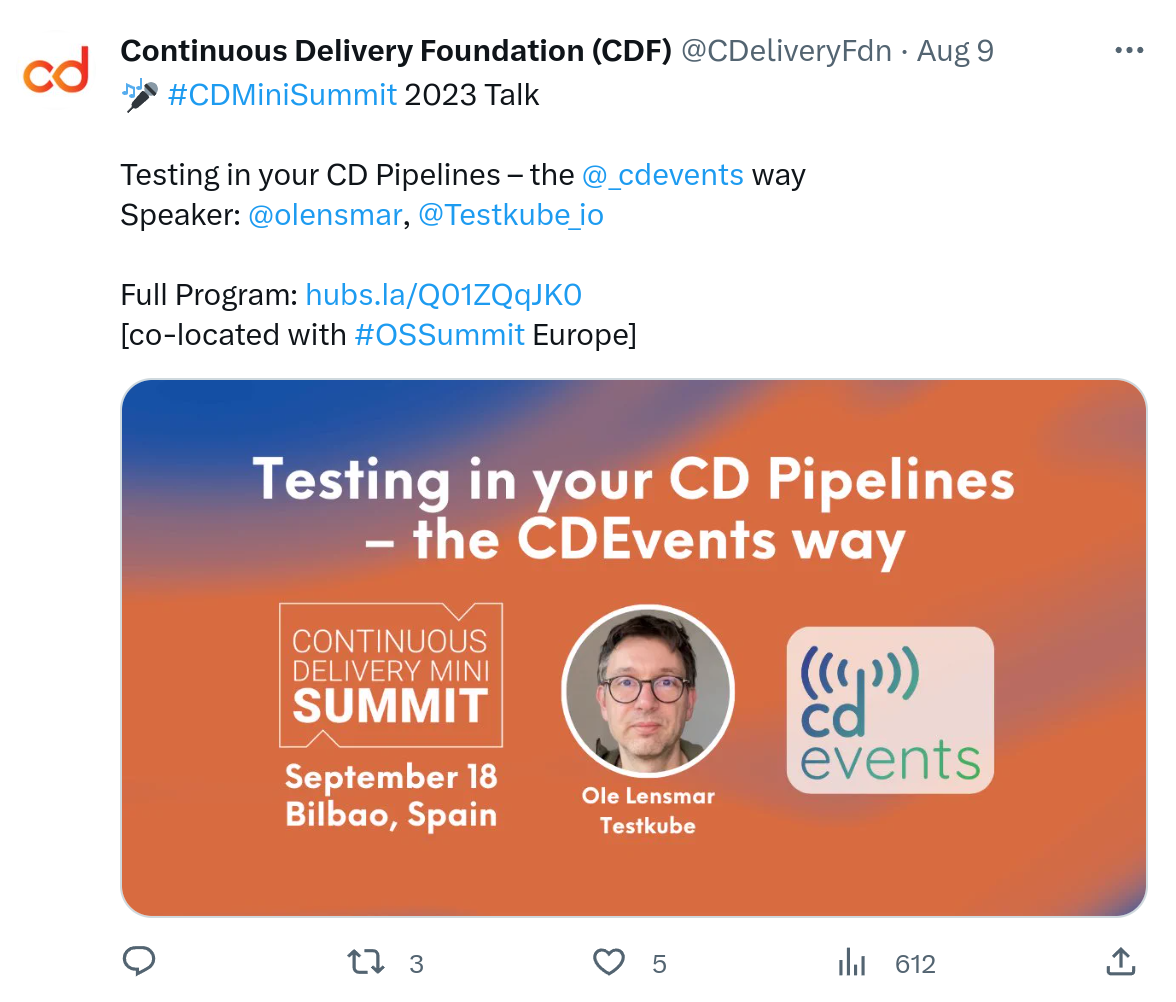 cd
Continuous Delivery Foundation (CDF) @CDeliveryFdn · Aug 9
🎤 #CDMiniSummit 2023 Talk
Testing in your CD Pipelines – the @_cdevents way
Speaker: @olensmar, @Testkube_io
Full Program: hubs.la/Q01ZQqJK0
[co-located with #OSSummit Europe]
Testing in your CD Pipelines
– the CDEvents way
CONTINUOUS
DELIVERY MINI
SUMMIT
September 18
Bilbao, Spain
Ole Lensmar
Testkube
cd
events
3 5 612